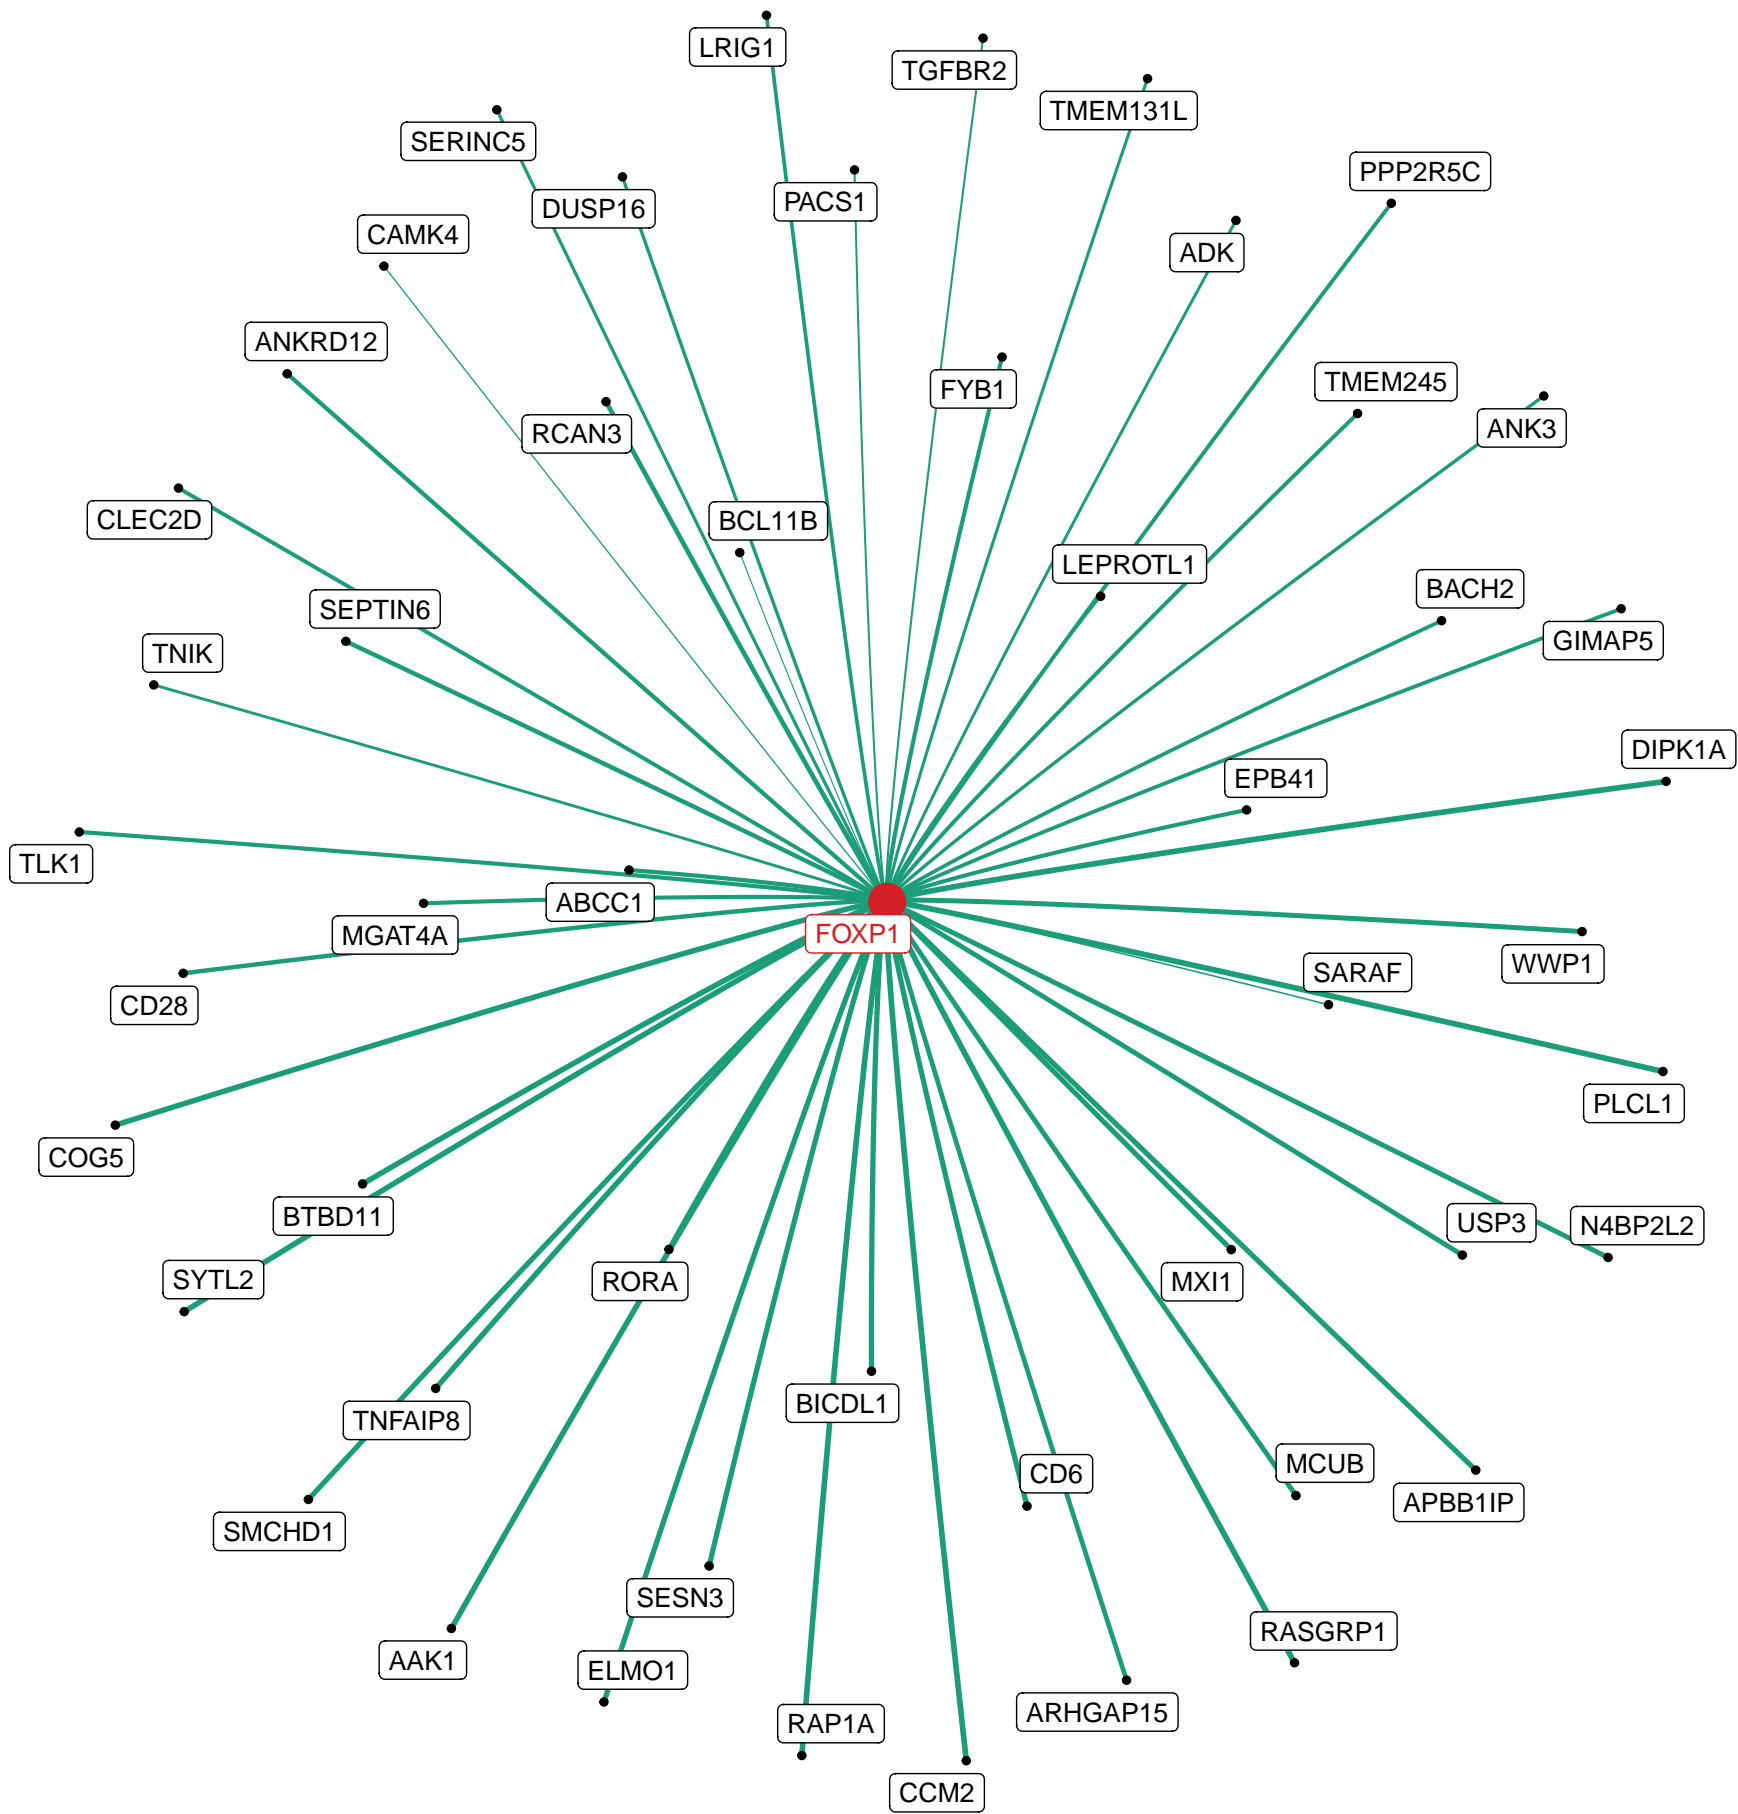 LRIG1
TGFBR2
TMEM131L
SERINC5
PPP2R5C
PACS1
DUSP16
CAMK4
ADK
ANKRD12
TMEM245
FYB1
ANK3
RCAN3
CLEC2D
BCL11B
LEPROTL1
BACH2
SEPTIN6
GIMAP5
TNIK
DIPK1A
EPB41
TLK1
ABCC1
FOXP1
MGAT4A
WWP1
SARAF
CD28
PLCL1
COG5
BTBD11
USP3
N4BP2L2
SYTL2
RORA
MXI1
BICDL1
TNFAIP8
MCUB
CD6
APBB1IP
SMCHD1
SESN3
RASGRP1
AAK1
ELMO1
ARHGAP15
RAP1A
CCM2